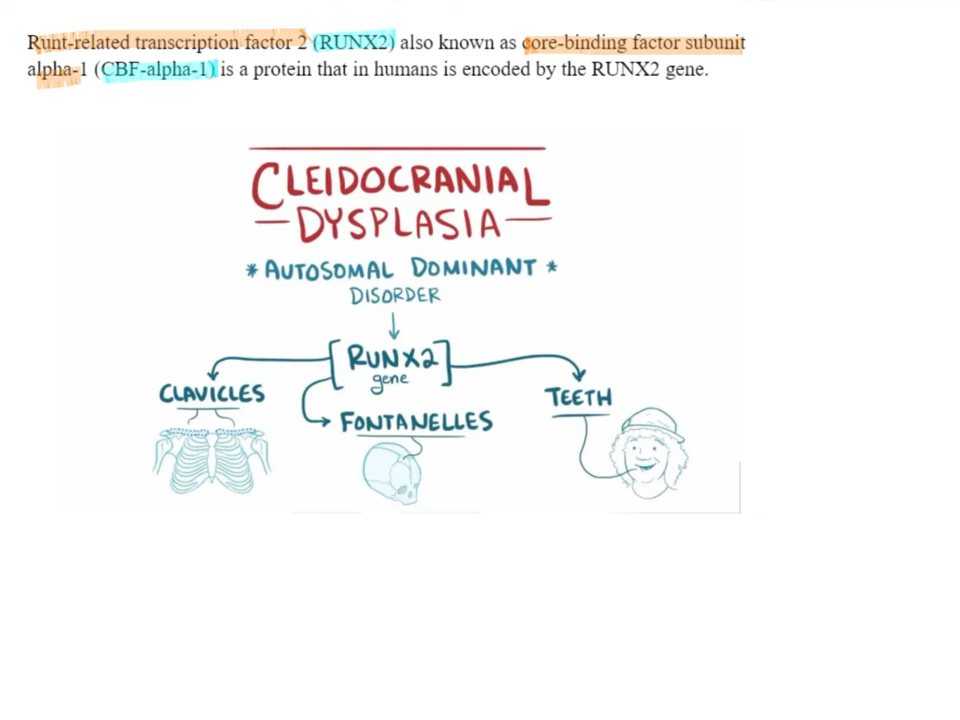 Runt-related transcription factor 2 (RUNX2) also known as core-binding factor subunit
alpha-1 (CBF-alpha-1) is a protein that in humans is encoded by the RUNX2 gene.
CLEIDOCRANIAL
DYSPLASIA
* AUTOSOMAL DOMINANT *
DISORDER
[RUNX2]
gene
CLAVICLES
TEETH
FONTANELLES